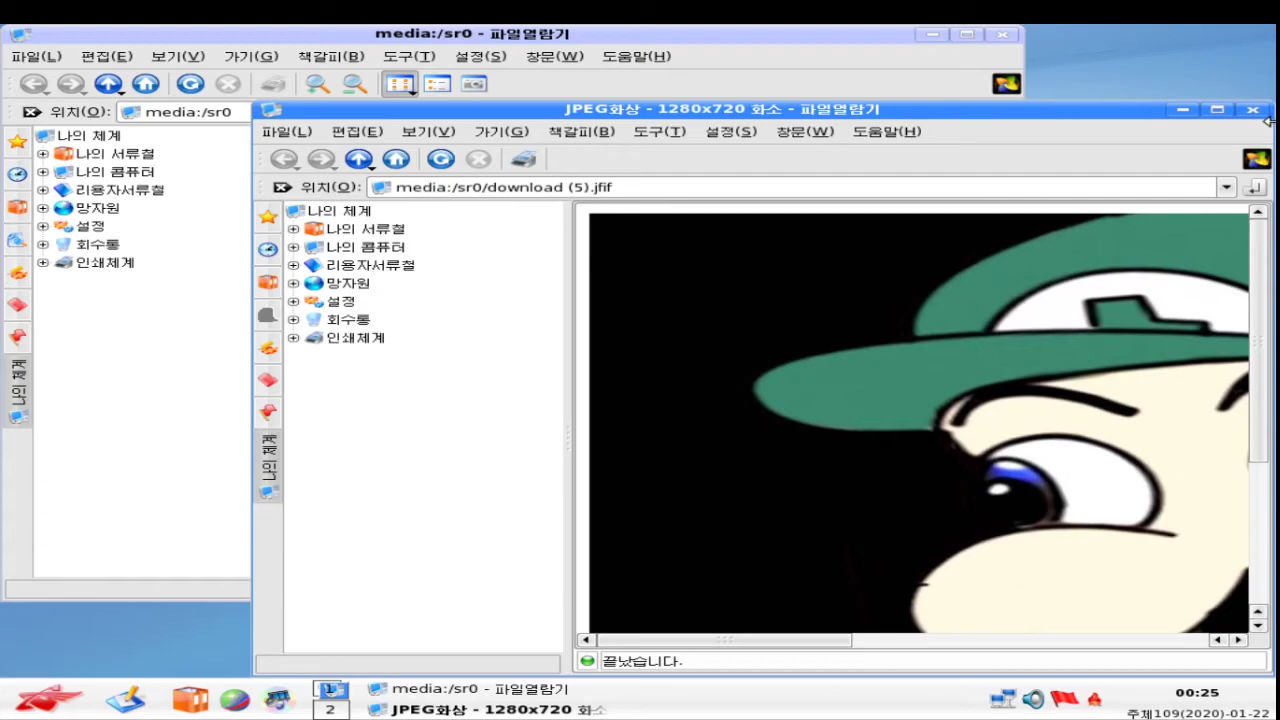 media:/sr0 - 파일열람기
파일(L) 편집(E) 보기(V) 가기(G) 책갈피(B) 도구(T) 설정(S) 창문(W) 도움말(H)
위치(O): media:/sr0
나의 체계
나의 서류철
나의 콤퓨터
리용자서류철
망자원
설정
회수통
인쇄체계
나의 체계
JPEG화상 - 1280x720 화소 - 파일열람기
파일(L) 편집(E) 보기(V) 가기(G) 책갈피(B) 도구(T) 설정(S) 창문(W) 도움말(H)
위치(O): media:/sr0/download (5).jfif
나의 체계
나의 서류철
나의 콤퓨터
리용자서류철
망자원
설정
회수통
인쇄체계
나의 체계
L
끝났습니다.
1
2
media:/sr0 - 파일열람기
JPEG화상 - 1280x720 화소
00:25
주체109(2020)-01-22